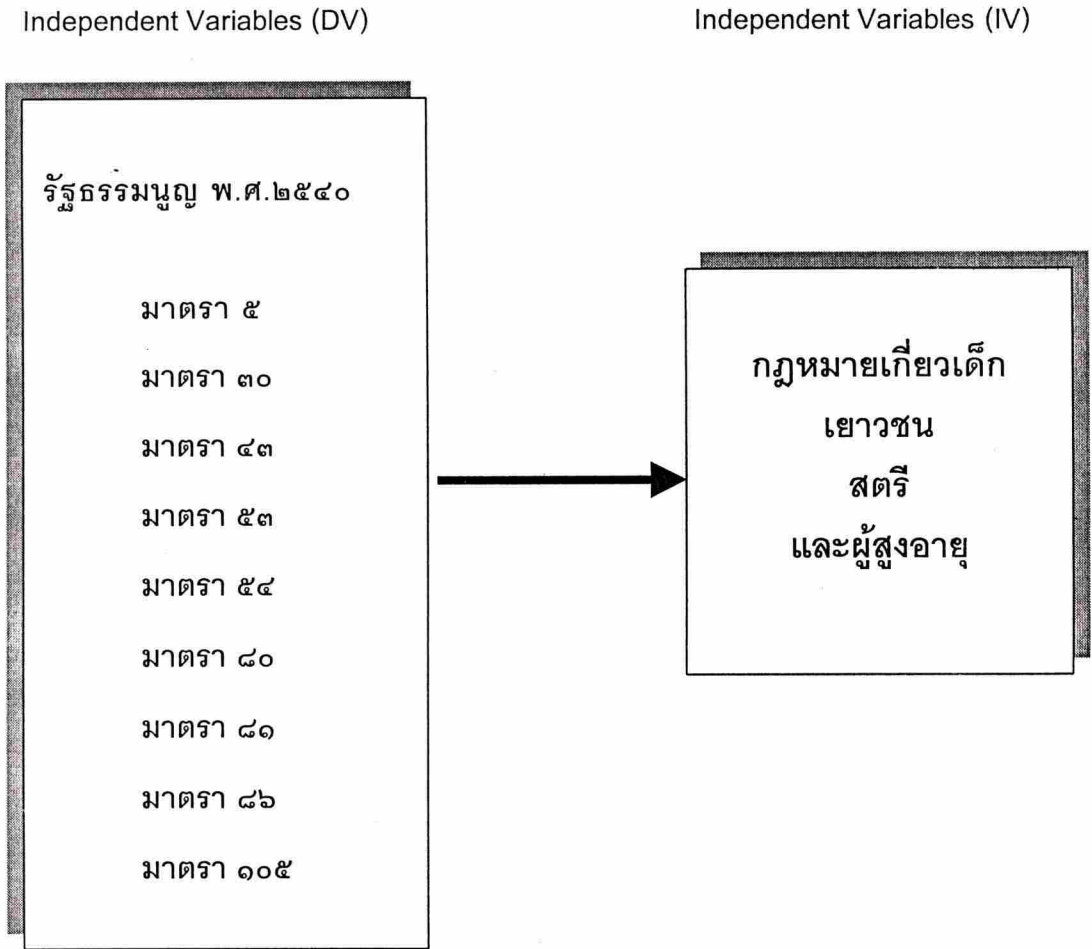 Independent Variables (DV)
Independent Variables (IV)
รัฐธรรมนูญ พ.ศ.๒๕๔๐
มาตรา ๕
มาตรา ๓๐
มาตรา ๔๓
มาตรา ๕๓
มาตรา ๕๔
มาตรา ๘๐
มาตรา ๘๑
มาตรา ๘๖
มาตรา ๑๐๕
กฎหมายเกี่ยวเด็ก
เยาวชน
สตรี
และผู้สูงอายุ